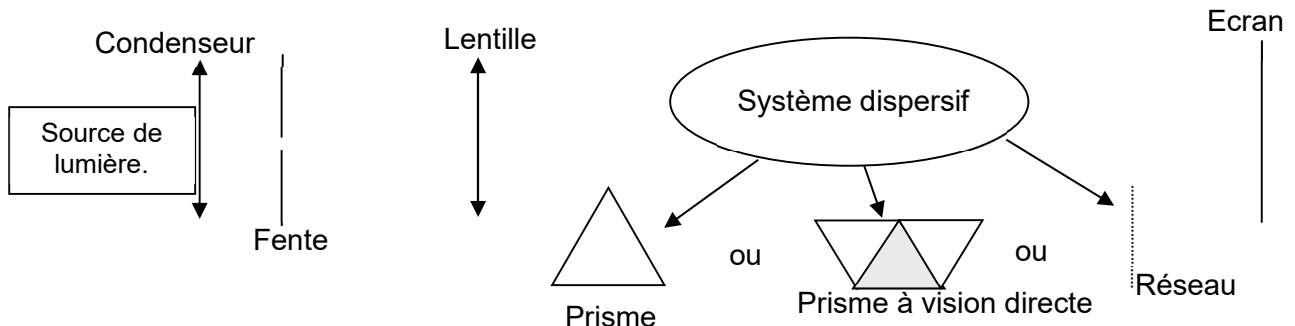 Ecran
Condenseur
Lentille
Système dispersif
Source de
lumière.
Fente
ou
ou
Réseau
Prisme à vision directe
Prisme